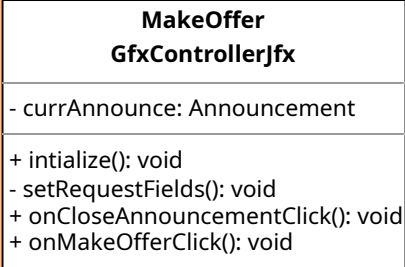 MakeOffer
GfxControllerJfx
- currAnnounce: Announcement
+ intialize(): void
- setRequestFields(): void
+ onCloseAnnouncementClick(): void
+ onMakeOfferClick(): void